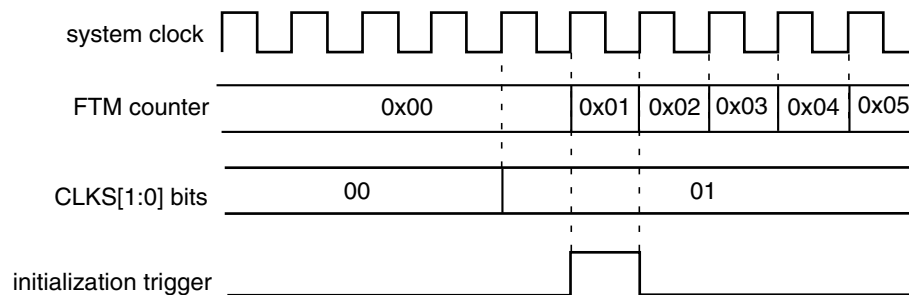 system clock
FTM counter 0x00 0x01 0x02 0x03 0x04 0x05
CLKS[1:0] bits 00 01
initialization trigger